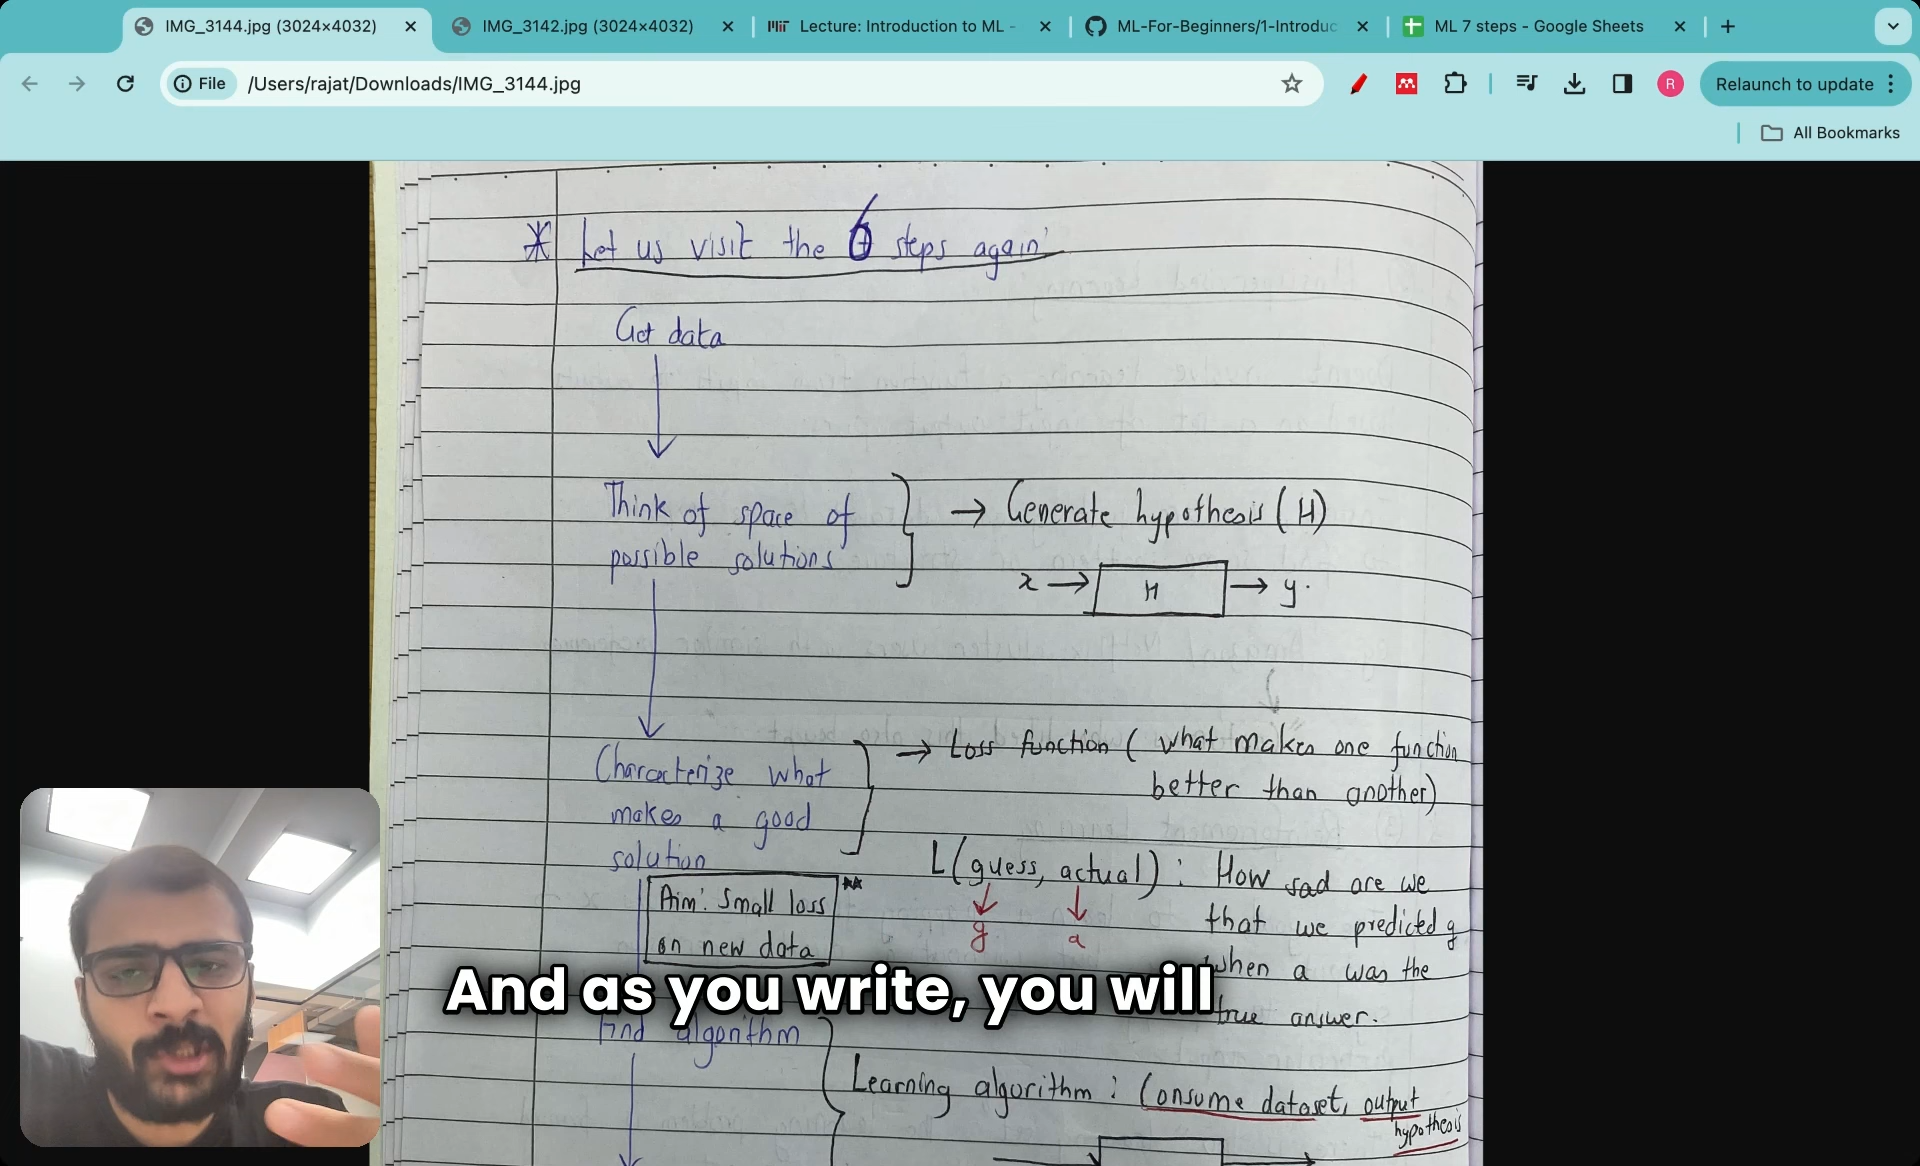 IMG_3144.jpg (3024×4032)
IMG_3142.jpg (3024×4032)
Lecture: Introduction to ML -
ML-For-Beginners/1-Introduc
ML 7 steps - Google Sheets
File
/Users/rajat/Downloads/IMG_3144.jpg
R
Relaunch to update
All Bookmarks
* Let us visit the 6 steps again:
Get data
Think of space of
possible solutions
→ Generate hypothesis (H)
x → H → y.
Characterize what
makes a good
solution
→ Loss function ( what makes one function
better than another)
L(guess, actual) : How sad are we
that we predicted g
when a was the
true answer.
g
a
Aim: Small loss
on new data
**
And as you write, you will
Find algorithm
Learning algorithm : Consume dataset, output
hypothesis